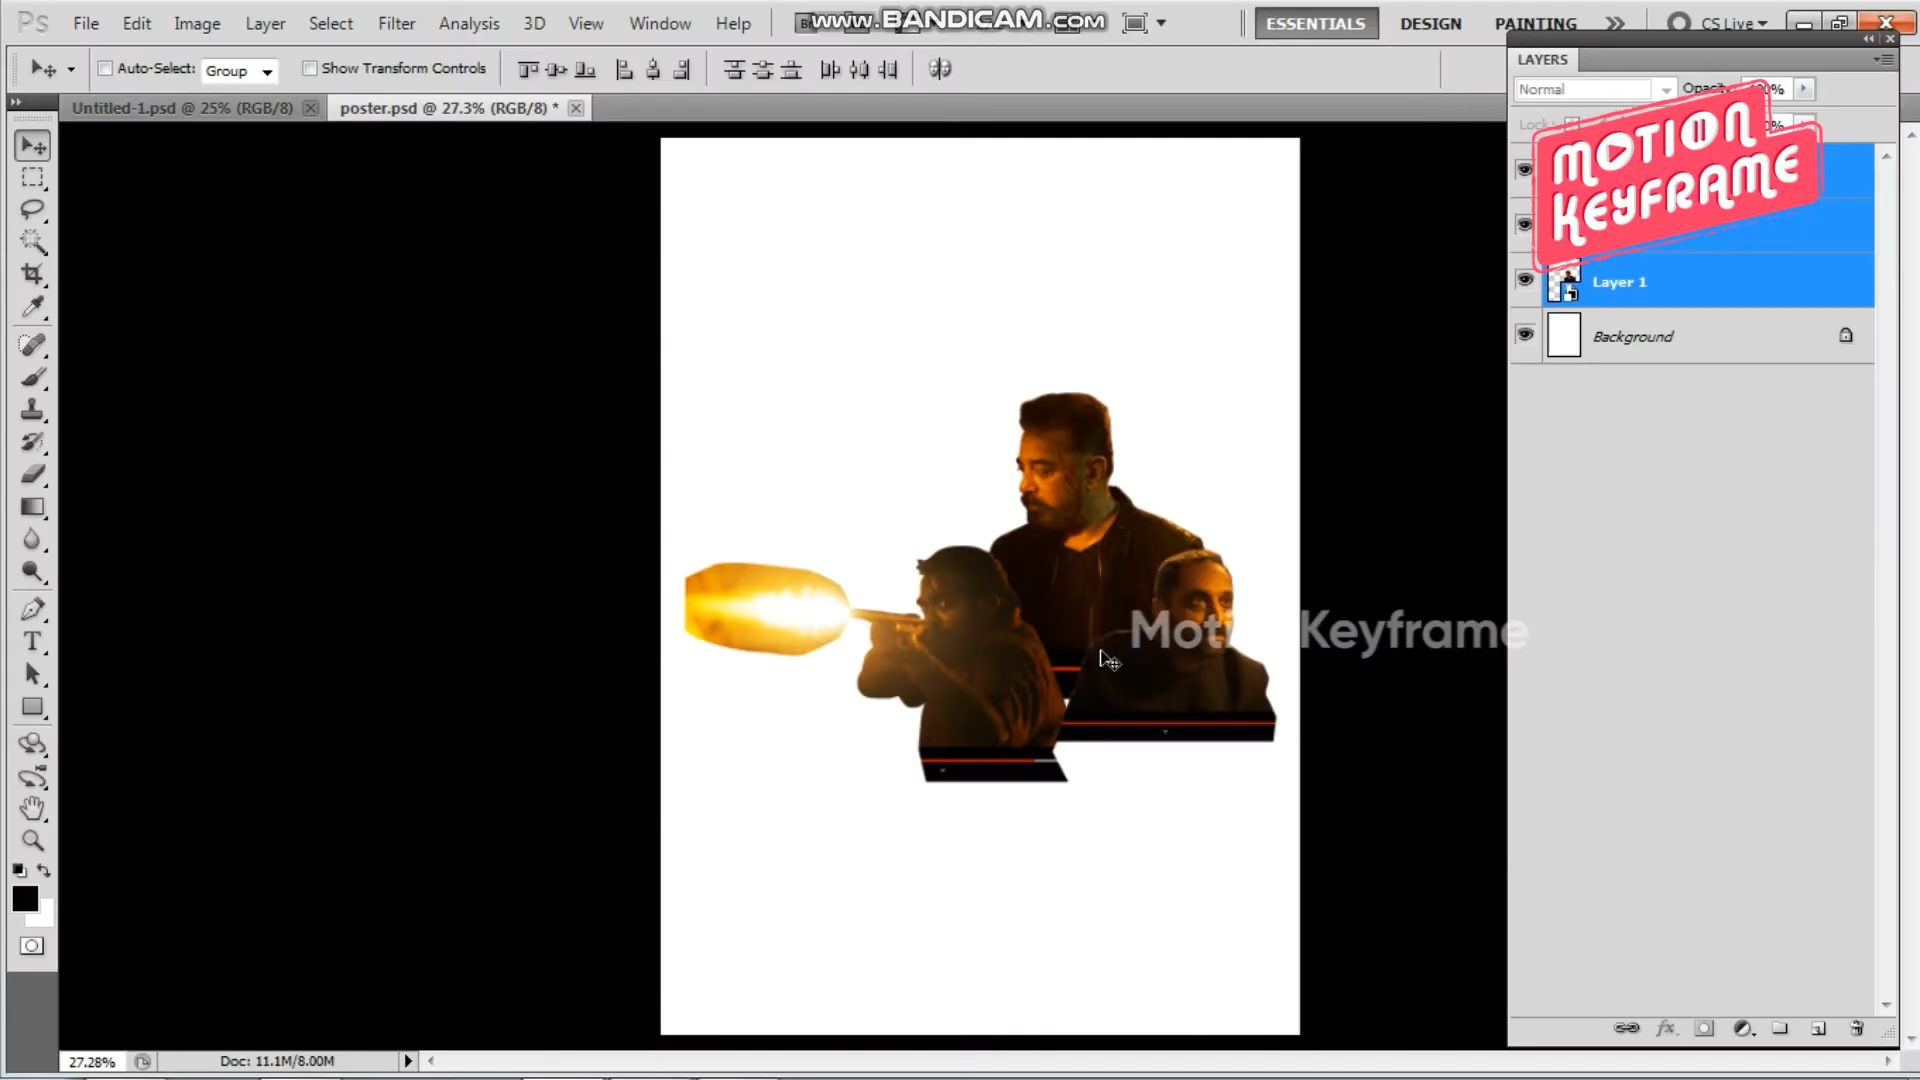 Ps File Edit Image Layer Select Filter Analysis 3D View Window Help
www.BANDICAM.com
ESSENTIALS DESIGN PAINTING CS Live
Auto-Select: Group Show Transform Controls
LAYERS
Normal
Untitled-1.psd @ 25% (RGB/8) poster.psd @ 27.3% (RGB/8) *
MOTION
KEYFRAME
Layer 1
Background
Keyframe
27.28% Doc: 11.1M/8.00M